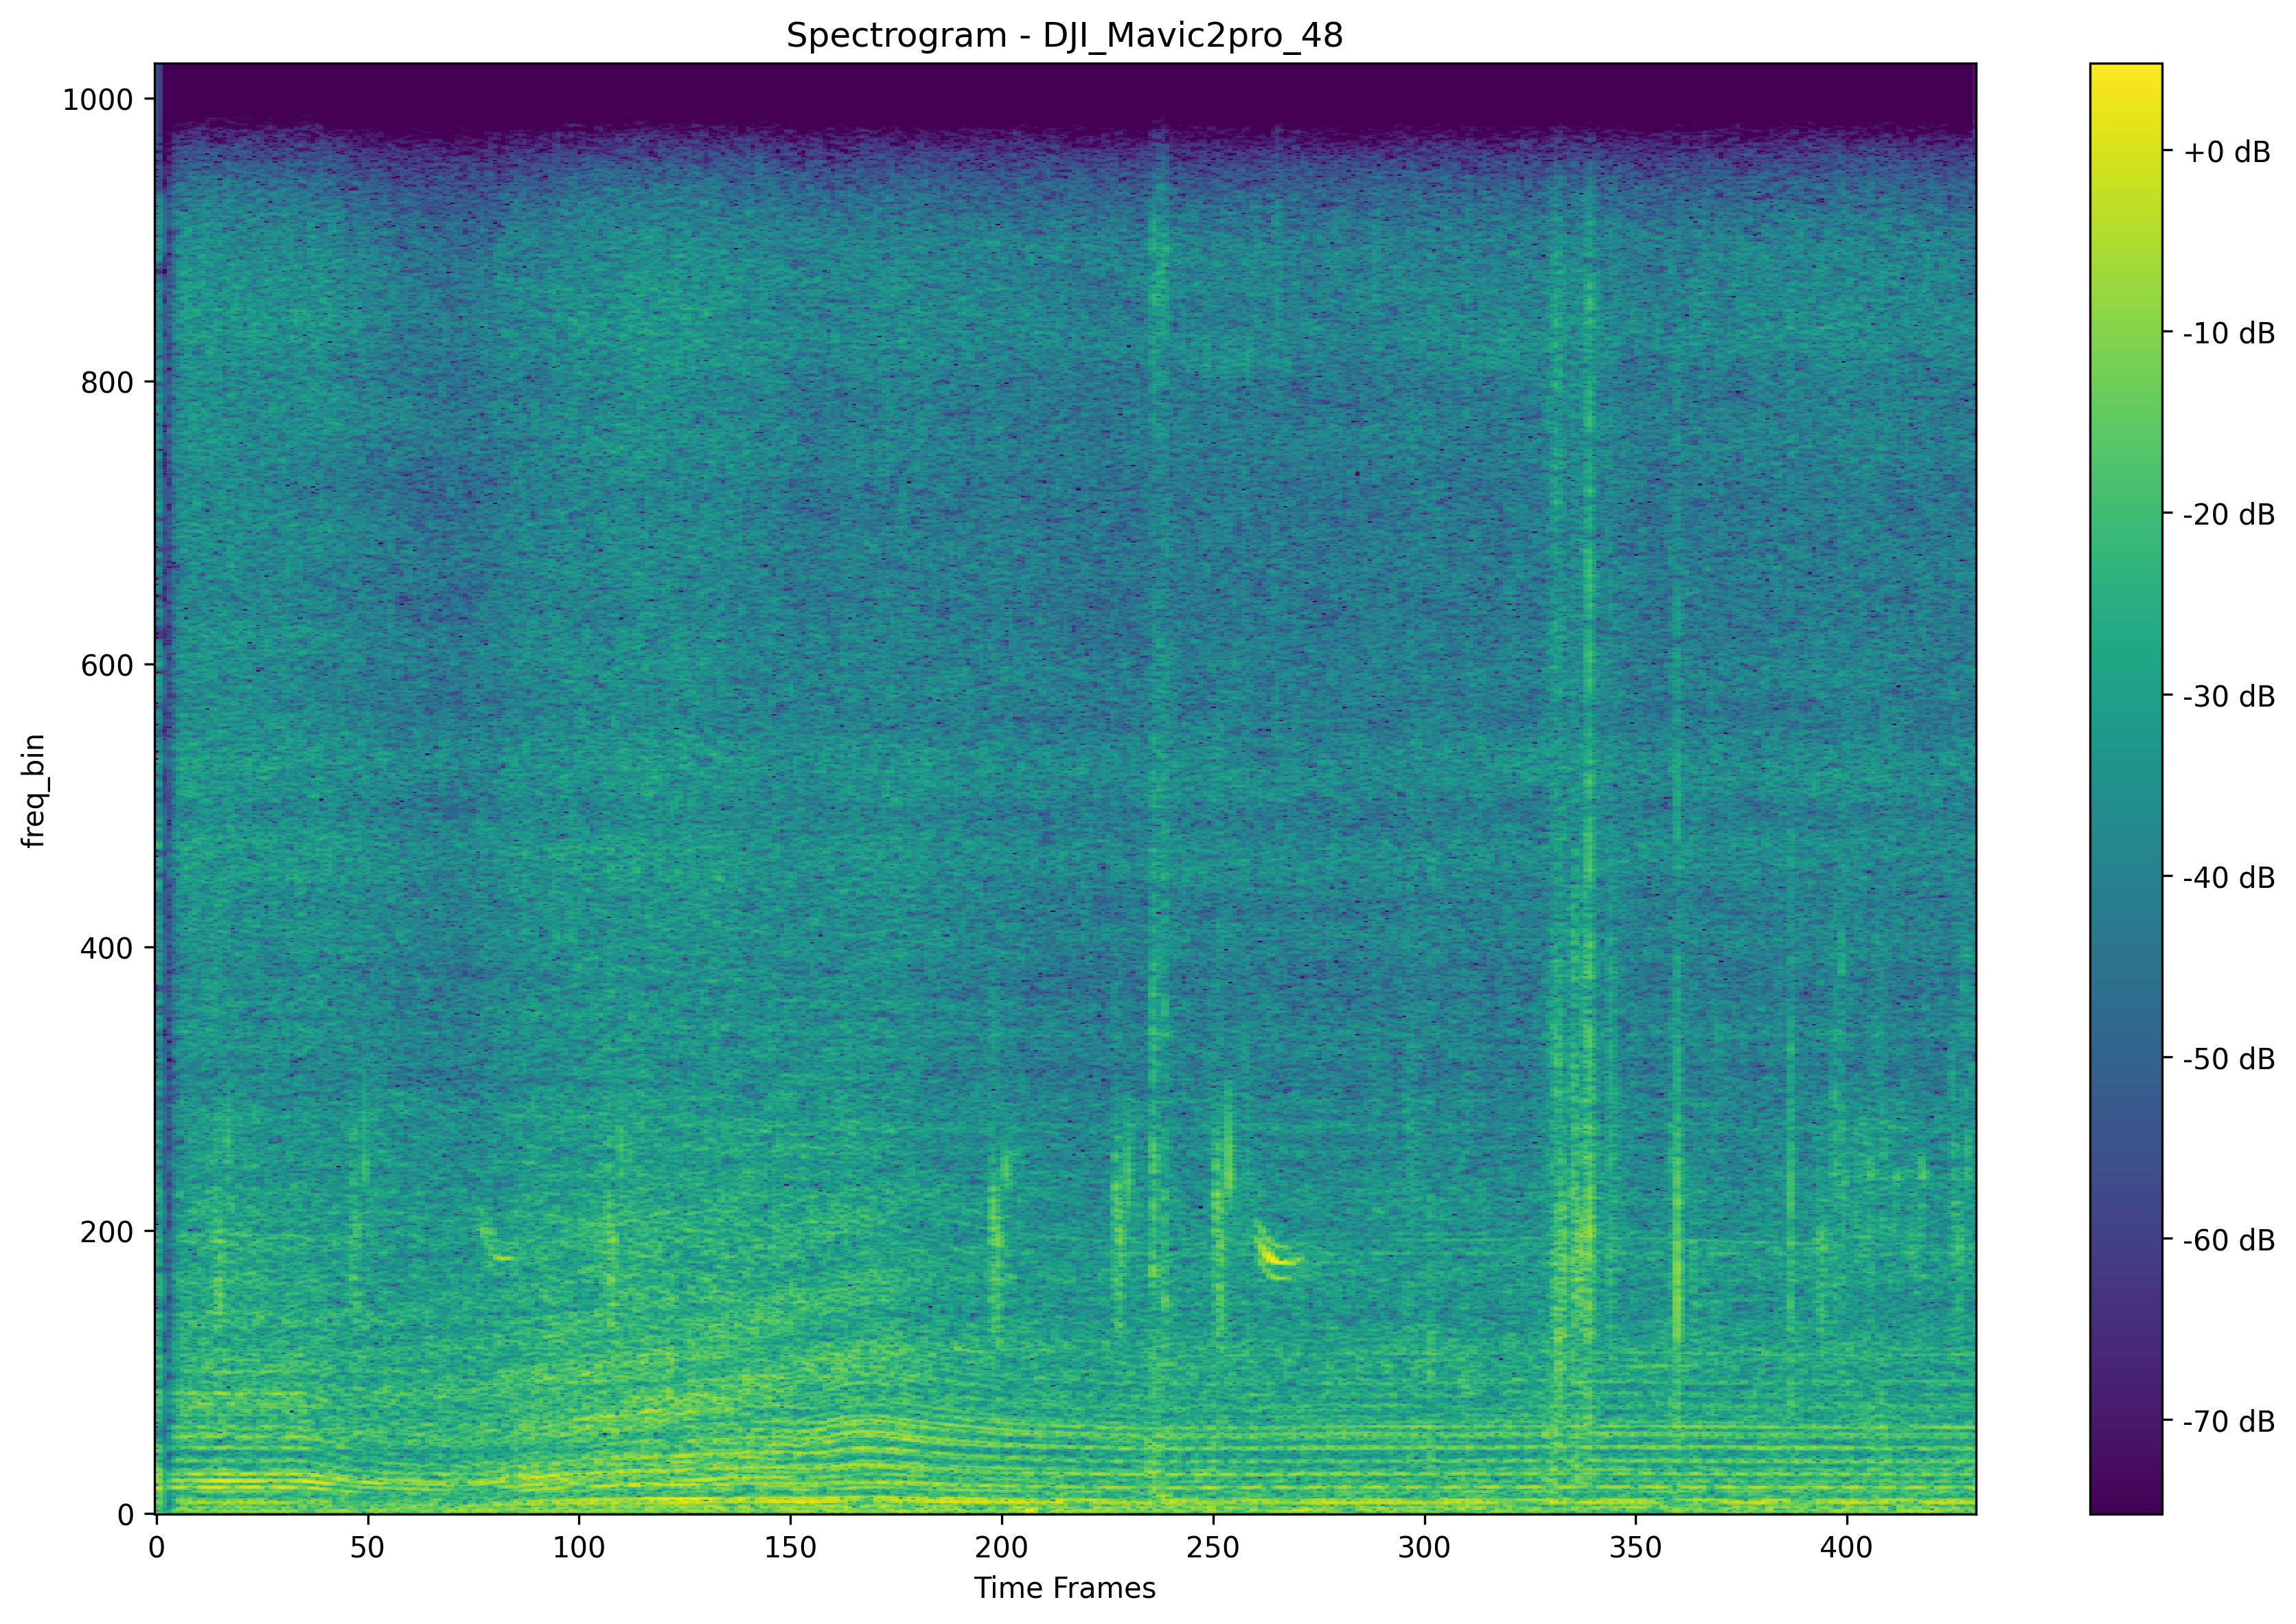 Spectrogram - DJI_Mavic2pro_48
1000
800
600
400
200
0
freq_bin
0 50 100 150 200 250 300 350 400
Time Frames
+0 dB
-10 dB
-20 dB
-30 dB
-40 dB
-50 dB
-60 dB
-70 dB